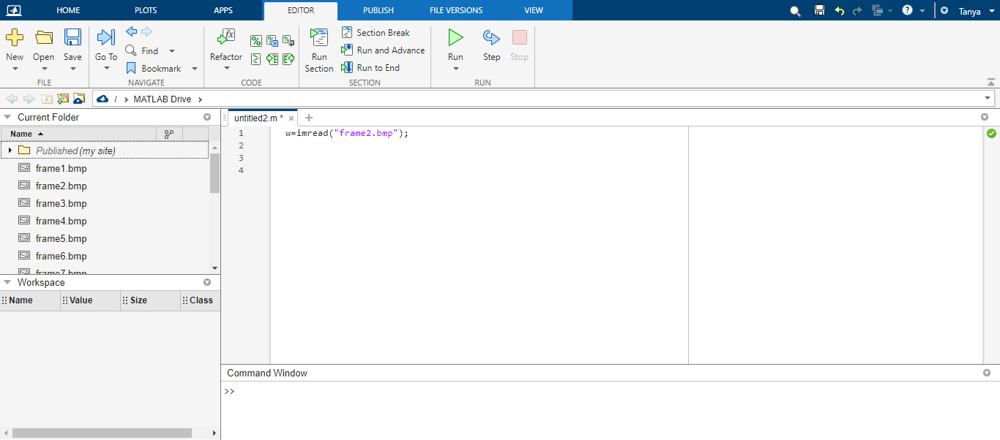 HOME PLOTS APPS EDITOR PUBLISH FILE VERSIONS VIEW ? Tanya
New Open Save Go To Find Bookmark Refactor fx % % % Run Section Section Break Run and Advance Run to End Run Step Stop
FILE NAVIGATE CODE SECTION RUN
/ > MATLAB Drive >
Current Folder
Name
Published (my site)
frame1.bmp
frame2.bmp
frame3.bmp
frame4.bmp
frame5.bmp
frame6.bmp
frame7.bmp
Workspace
Name Value Size Class
untitled2.m * × +
1 w=imread("frame2.bmp");
2
3
4
Command Window
>>